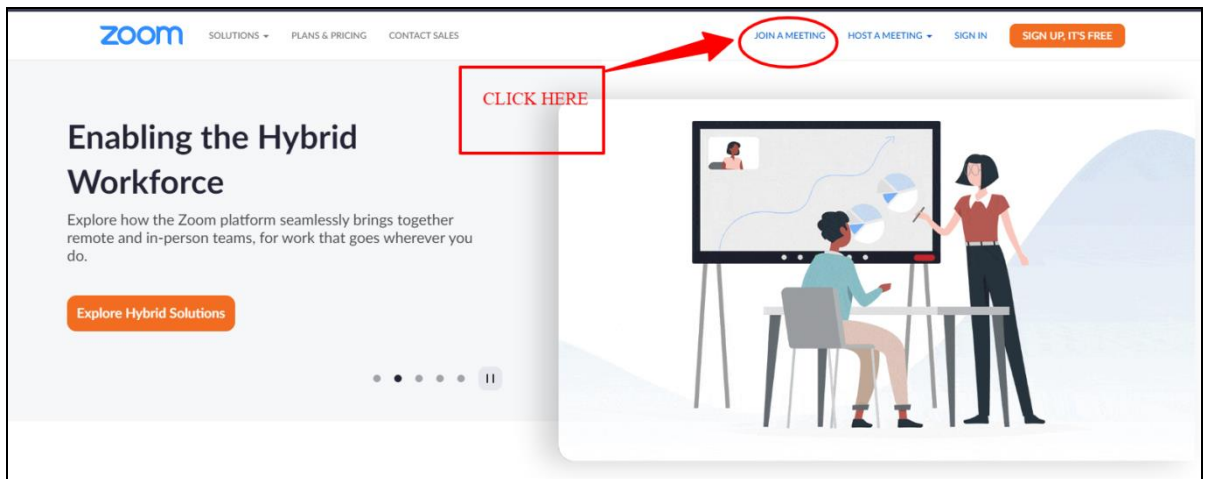 zoom SOLUTIONS PLANS & PRICING CONTACT SALES JOIN A MEETING HOST A MEETING SIGN IN SIGN UP, IT'S FREE
CLICK HERE
Enabling the Hybrid
Workforce
Explore how the Zoom platform seamlessly brings together
remote and in-person teams, for work that goes wherever you
do.
Explore Hybrid Solutions